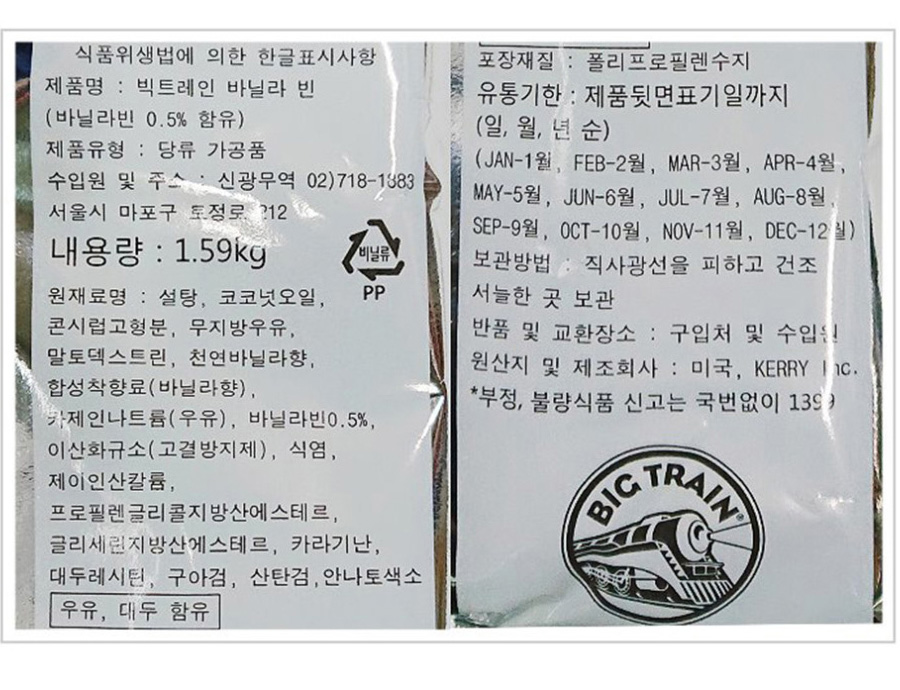 식품위생법에 의한 한글표시사항
제품명 : 빅트레인 바닐라 빈
(바닐라빈 0.5% 함유)
제품유형 : 당류 가공품
수입원 및 주소 : 신광무역 02)718-1383
서울시 마포구 토정로 212
내용량 : 1.59kg
비닐류
PP
원재료명 : 설탕, 코코넛오일,
콘시럽고형분, 무지방우유,
말토덱스트린, 천연바닐라향,
합성착향료(바닐라향),
카제인나트륨(우유), 바닐라빈0.5%,
이산화규소(고결방지제), 식염,
제이인산칼륨,
프로필렌글리콜지방산에스테르,
글리세린지방산에스테르, 카라기난,
대두레시틴, 구아검, 산탄검,안나토색소
우유, 대두 함유
포장재질 : 폴리프로필렌수지
유통기한 : 제품뒷면표기일까지
(일, 월, 년 순)
(JAN-1월, FEB-2월, MAR-3월, APR-4월,
MAY-5월, JUN-6월, JUL-7월, AUG-8월,
SEP-9월, OCT-10월, NOV-11월, DEC-12월)
보관방법 : 직사광선을 피하고 건조
서늘한 곳 보관
반품 및 교환장소 : 구입처 및 수입원
원산지 및 제조회사 : 미국, KERRY Inc.
*부정, 불량식품 신고는 국번없이 1399
BIG TRAIN®